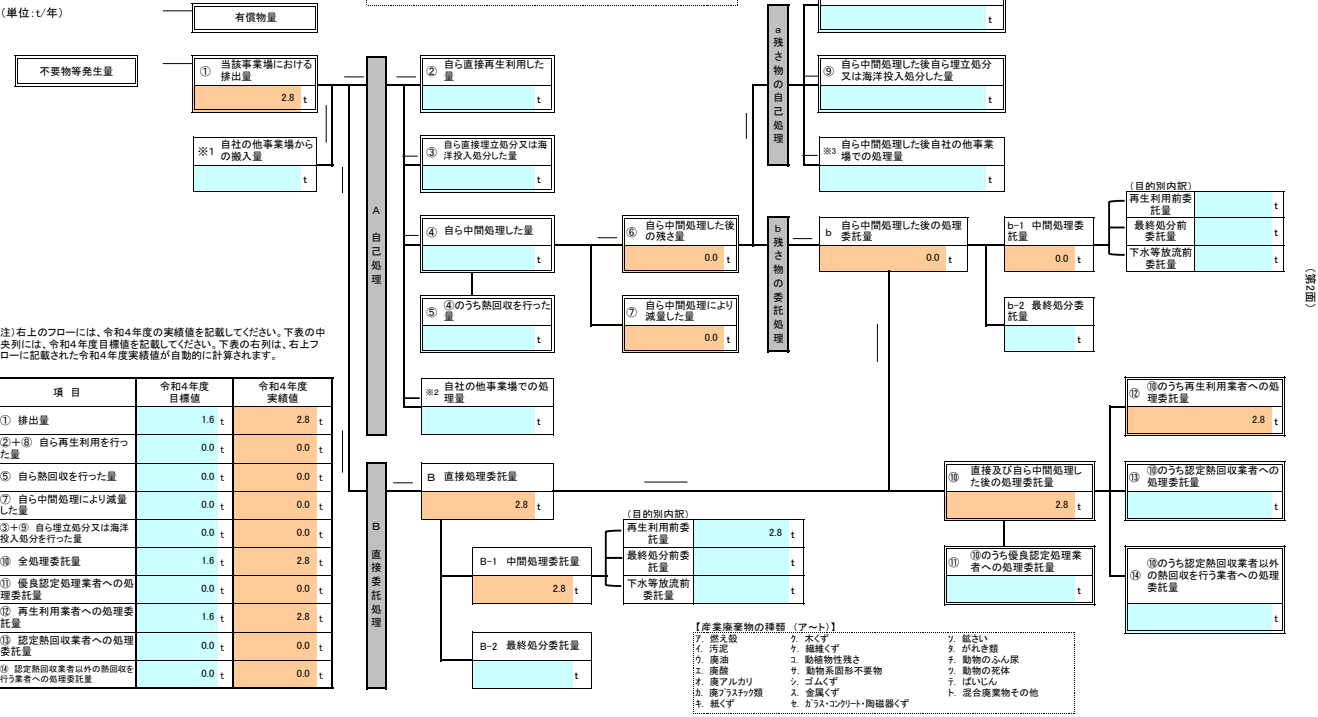 (単位:t/年)
有償物量
不要物等発生量
① 当該事業場における
排出量
2.8 t
※1 自社の他事業場から
の搬入量
t
A 自己処理
② 自ら直接再生利用した
量
t
③ 自ら直接埋立処分又は海
洋投入処分した量
t
④ 自ら中間処理した量
t
⑤ ④のうち熱回収を行った
量
t
※2 自社の他事業場での処
理量
t
⑥ 自ら中間処理した後
の残さ量
0.0 t
⑦ 自ら中間処理により
減量した量
0.0 t
a 残さ物の自己処理
t
⑨ 自ら中間処理した後自ら埋立処分
又は海洋投入処分した量
t
※3 自ら中間処理した後自社の他事業
場での処理量
t
b 残さ物の委託処理
b 自ら中間処理した後の処理
委託量
0.0 t
b-1 中間処理委
託量
0.0 t
(目的別内訳)
再生利用前委
託量
t
最終処分前
委託量
t
下水等放流前
委託量
t
b-2 最終処分委
託量
t
(第2面)
注)右上のフローには、令和4年度の実績値を記載してください。下表の中
央列には、令和4年度目標値を記載してください。下表の右列は、右上フ
ローに記載された令和4年度実績値が自動的に計算されます。
項 目 令和4年度
目標値 令和4年度
実績値
① 排出量 1.6 t 2.8 t
②+⑧ 自ら再生利用を行っ
た量 0.0 t 0.0 t
⑤ 自ら熱回収を行った量 0.0 t 0.0 t
⑦ 自ら中間処理により減量
した量 0.0 t 0.0 t
③+⑨ 自ら埋立処分又は海洋
投入処分を行った量 0.0 t 0.0 t
⑩ 全処理委託量 1.6 t 2.8 t
⑪ 優良認定処理業者への処
理委託量 0.0 t 0.0 t
⑫ 再生利用業者への処理委
託量 1.6 t 2.8 t
⑬ 認定熱回収業者への処理
委託量 0.0 t 0.0 t
⑭ 認定熱回収業者以外の熱回収を
行う業者への処理委託量 0.0 t 0.0 t
B 直接委託処理
B 直接処理委託量
2.8 t
B-1 中間処理委託量
2.8 t
(目的別内訳)
再生利用前委
託量
2.8 t
最終処分前委
託量
t
下水等放流前
委託量
t
B-2 最終処分委託量
t
⑩ 直接及び自ら中間処理し
た後の処理委託量
2.8 t
⑪ ⑩のうち優良認定処理業
者への処理委託量
t
⑫ ⑩のうち再生利用業者への処
理委託量
2.8 t
⑬ ⑩のうち認定熱回収業者への
処理委託量
t
⑭ ⑩のうち認定熱回収業者以外
の熱回収を行う業者への処理
委託量
t
【産業廃棄物の種類 (ア～ト)】
ア. 燃え殻 ク. 木くず ソ. 鉱さい
イ. 汚泥 ケ. 繊維くず タ. がれき類
ウ. 廃油 コ. 動植物性残さ チ. 動物のふん尿
エ. 廃酸 サ. 動物系固形不要物 ツ. 動物の死体
オ. 廃アルカリ シ. ゴムくず テ. ばいじん
カ. 廃プラスチック類 ス. 金属くず ト. 混合廃棄物その他
キ. 紙くず セ. ガラス・コンクリート・陶磁器くず